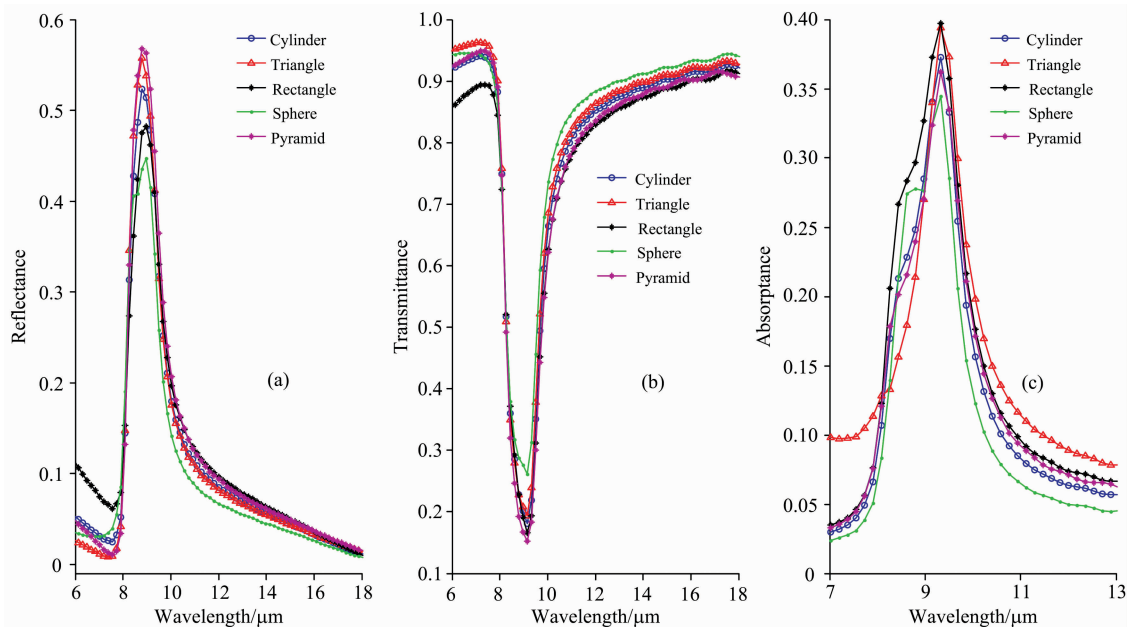 0.6
0.5
0.4
0.3
0.2
0.1
0
Reflectance
6 8 10 12 14 16 18
Wavelength/μm
Cylinder
Triangle
Rectangle
Sphere
Pyramid
(a)
1.1
1.0
0.9
0.8
0.7
0.6
0.5
0.4
0.3
0.2
0.1
Transmittance
6 8 10 12 14 16 18
Wavelength/μm
Cylinder
Triangle
Rectangle
Sphere
Pyramid
(b)
0.40
0.35
0.30
0.25
0.20
0.15
0.10
0.05
0
Absorptance
7 9 11 13
Wavelength/μm
Cylinder
Triangle
Rectangle
Sphere
Pyramid
(c)